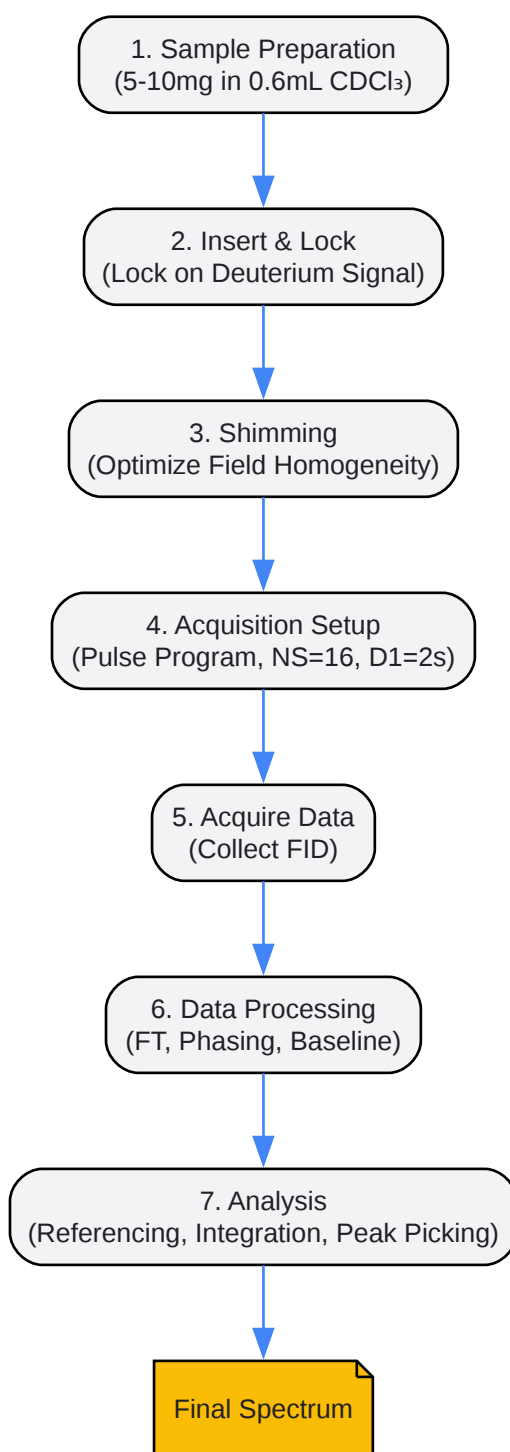 1. Sample Preparation
(5-10mg in 0.6mL CDCl₃)
2. Insert & Lock
(Lock on Deuterium Signal)
3. Shimming
(Optimize Field Homogeneity)
4. Acquisition Setup
(Pulse Program, NS=16, D1=2s)
5. Acquire Data
(Collect FID)
6. Data Processing
(FT, Phasing, Baseline)
7. Analysis
(Referencing, Integration, Peak Picking)
Final Spectrum